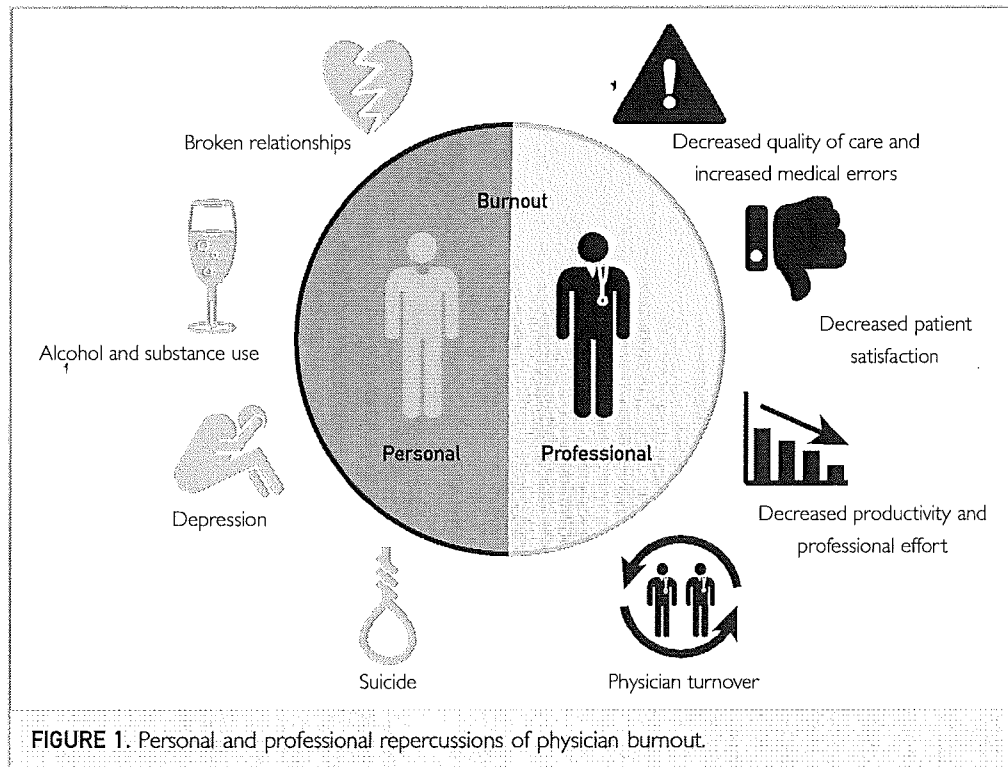 Broken relationships
Decreased quality of care and
increased medical errors
Burnout
Alcohol and substance use
Decreased patient
satisfaction
Personal
Professional
Depression
Decreased productivity and
professional effort
Suicide
Physician turnover
FIGURE 1. Personal and professional repercussions of physician burnout.